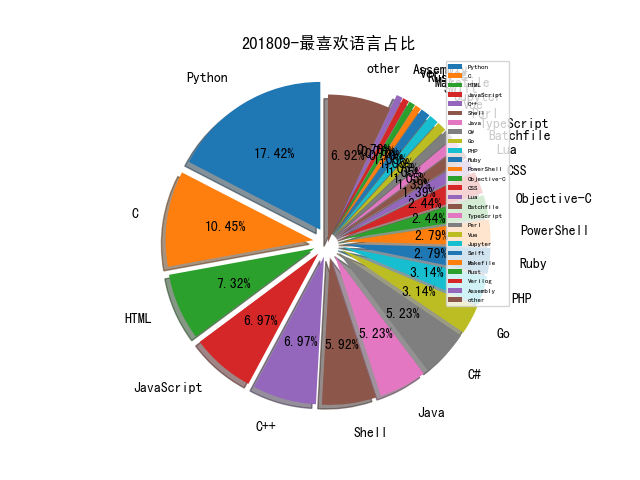 201809-最喜欢语言占比
other
Python
17.42%
C
10.45%
HTML
7.32%
JavaScript
6.97%
C++
6.97%
Shell
5.92%
Java
5.23%
C#
5.23%
Go
3.14%
PHP
3.14%
Ruby
2.79%
PowerShell
2.79%
Objective-C
2.44%
CSS
2.44%
Lua
1.39%
Batchfile
1.39%
TypeScript
6.92%
Python
C
HTML
JavaScript
C++
Shell
Java
C#
Go
PHP
Ruby
PowerShell
Objective-C
CSS
Lua
Batchfile
TypeScript
Perl
Vue
Jupyter
Swift
Makefile
Rust
Verilog
Assembly
other